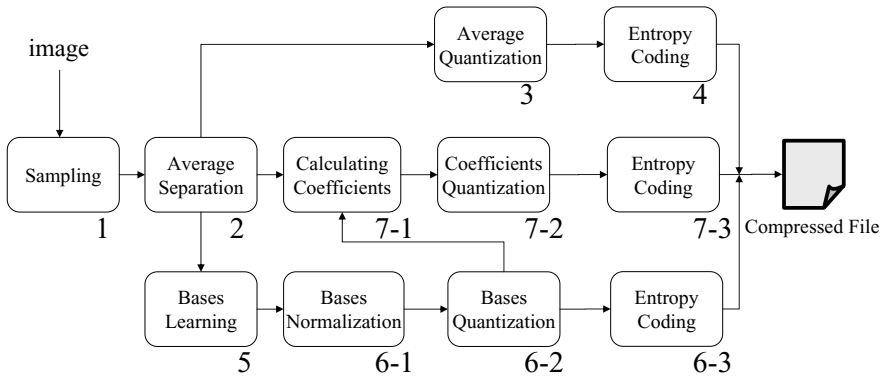 image
Average
Quantization
3
Entropy
Coding
4
Sampling
1
Average
Separation
2
Calculating
Coefficients
7-1
Coefficients
Quantization
7-2
Entropy
Coding
7-3
Compressed File
Bases
Learning
5
Bases
Normalization
6-1
Bases
Quantization
6-2
Entropy
Coding
6-3